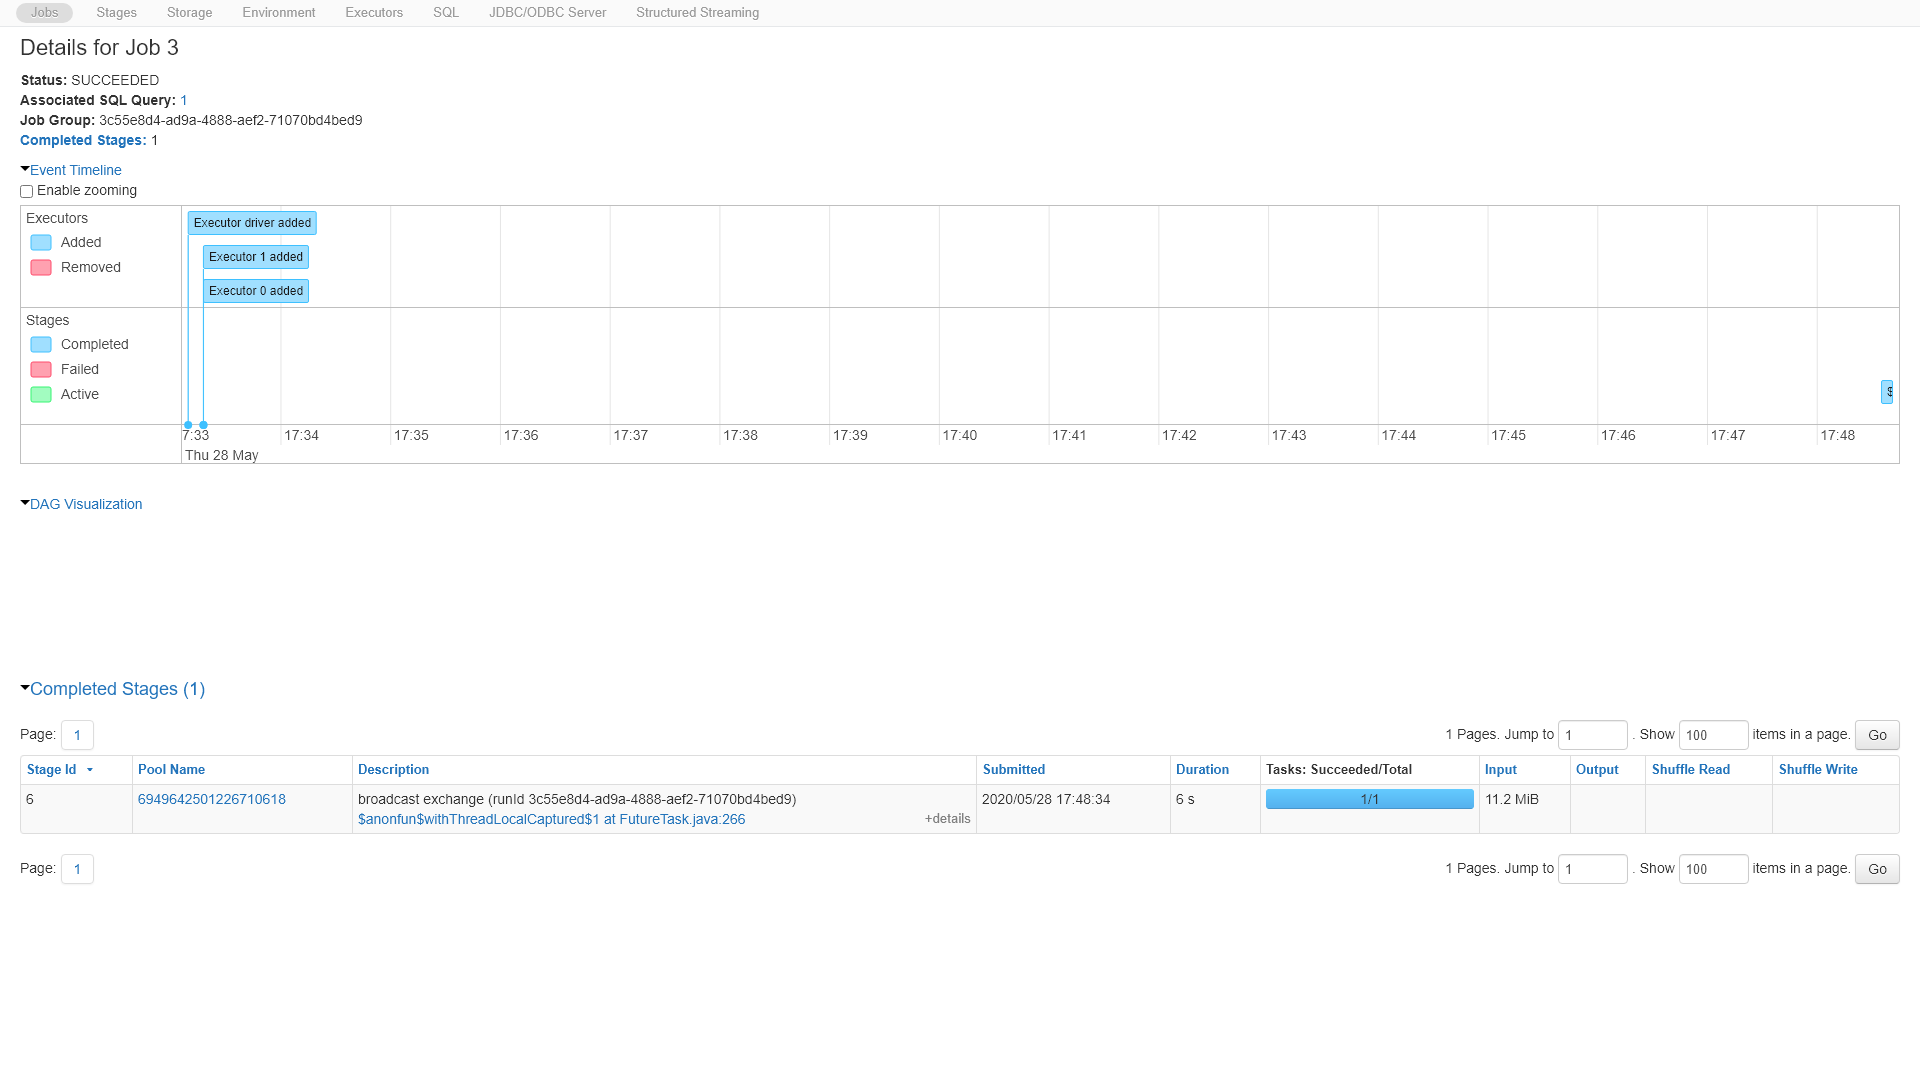 Jobs Stages Storage Environment Executors SQL JDBC/ODBC Server Structured Streaming
Details for Job 3
Status: SUCCEEDED
Associated SQL Query: 1
Job Group: 3c55e8d4-ad9a-4888-aef2-71070bd4bed9
Completed Stages: 1
Event Timeline
Enable zooming
Executors
Added
Removed
Executor driver added
Executor 1 added
Executor 0 added
Stages
Completed
Failed
Active
$
7:33 17:34 17:35 17:36 17:37 17:38 17:39 17:40 17:41 17:42 17:43 17:44 17:45 17:46 17:47 17:48
Thu 28 May
DAG Visualization
Completed Stages (1)
Page: 1 1 Pages. Jump to 1 . Show 100 items in a page. Go
Stage Id Pool Name Description Submitted Duration Tasks: Succeeded/Total Input Output Shuffle Read Shuffle Write
6 6949642501226710618 broadcast exchange (runId 3c55e8d4-ad9a-4888-aef2-71070bd4bed9) 2020/05/28 17:48:34 6 s 1/1 11.2 MiB
$anonfun$withThreadLocalCaptured$1 at FutureTask.java:266 +details
Page: 1 1 Pages. Jump to 1 . Show 100 items in a page. Go